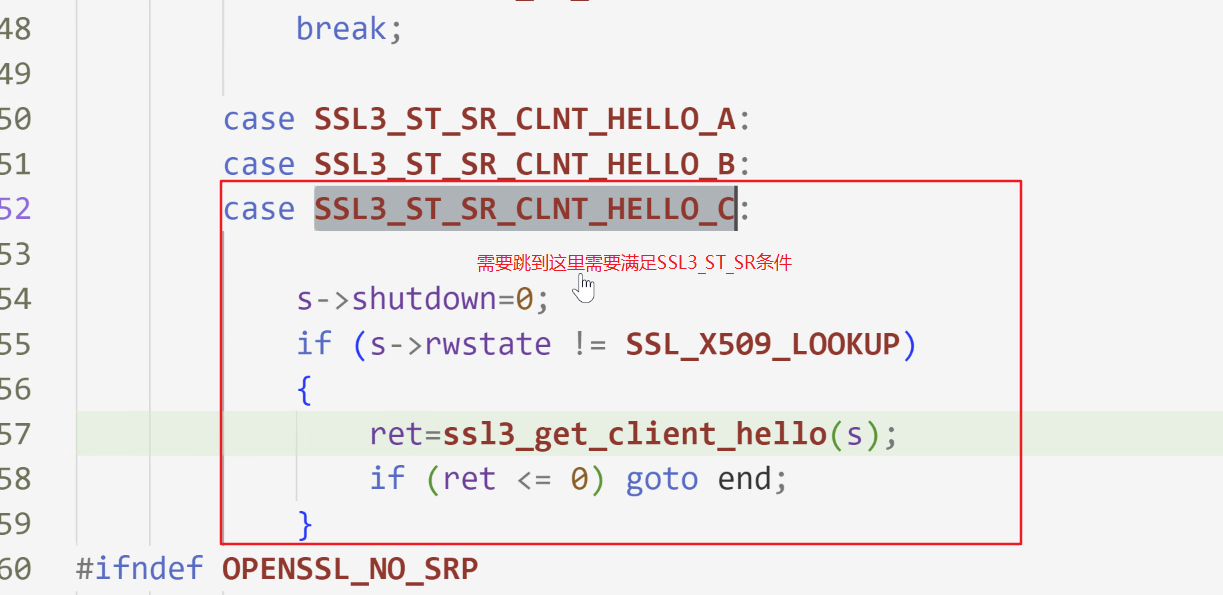 48 break;
49
50 case SSL3_ST_SR_CLNT_HELLO_A:
51 case SSL3_ST_SR_CLNT_HELLO_B:
52 case SSL3_ST_SR_CLNT_HELLO_C:
53
需要跳到这里需要满足SSL3_ST_SR条件
54 s->shutdown=0;
55 if (s->rwstate != SSL_X509_LOOKUP)
56 {
57 ret=ssl3_get_client_hello(s);
58 if (ret <= 0) goto end;
59 }
60 #ifndef OPENSSL_NO_SRP